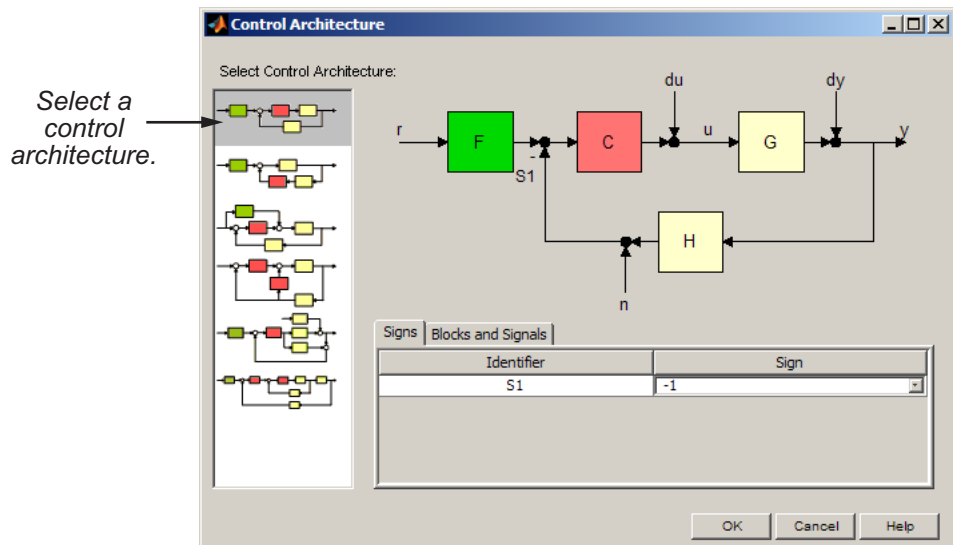 Control Architecture
Select Control Architecture:
Select a
control
architecture.
du
dy
r
F
C
u
G
y
-
S1
H
n
Signs
Blocks and Signals
Identifier
Sign
S1
-1
OK
Cancel
Help